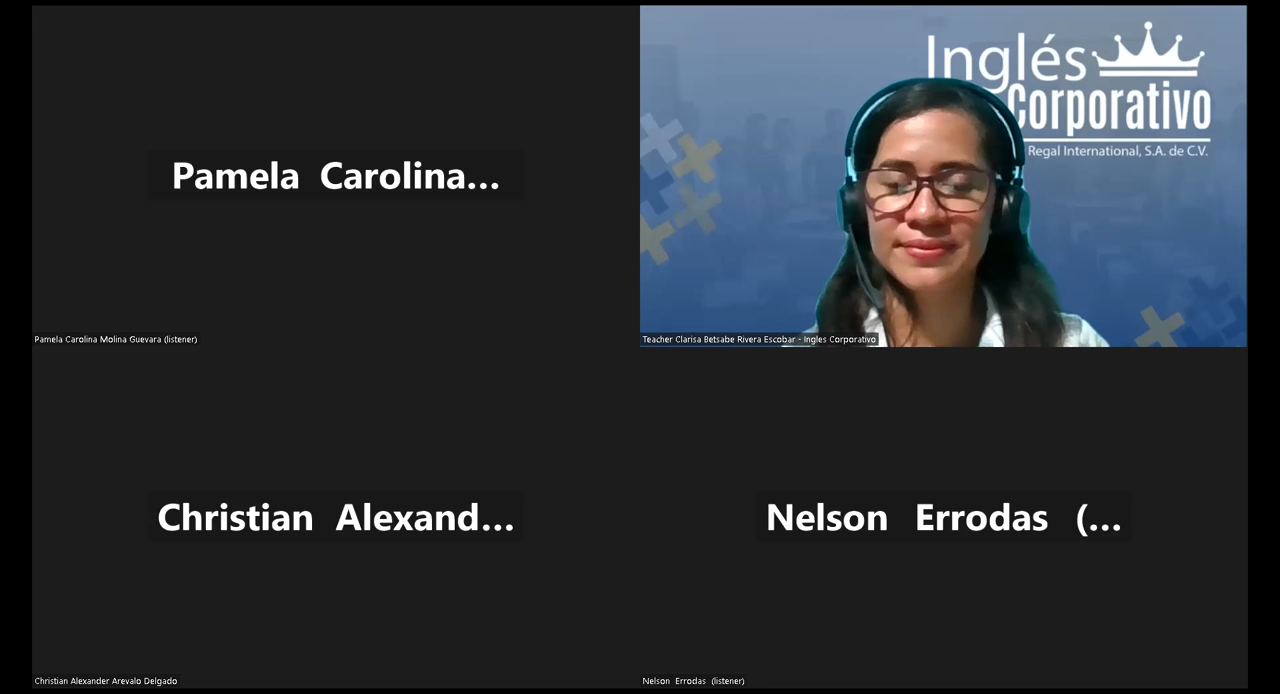 Pamela Carolina...
Pamela Carolina Molina Guevara (listener)
Inglés
Corporativo
Regal International, S.A. de C.V.
Teacher Clarisa Betsabe Rivera Escobar - Ingles Corporativo
Christian Alexand...
Christian Alexander Arevalo Delgado
Nelson Errodas (...
Nelson Errodas (listener)